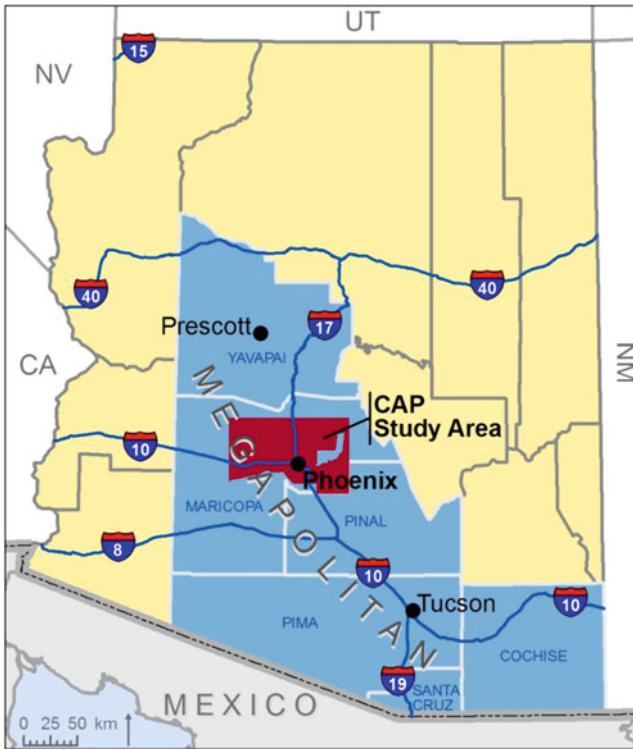 UT
15
NV
40
40
17
Prescott
YAVAPAI
CA
NM
CAP
Study Area
10
Phoenix
MEGAPOLITAN
MARICOPA
PINAL
8
10
10
Tucson
PIMA
COCHISE
19
SANTA
CRUZ
MEXICO
0 25 50 km